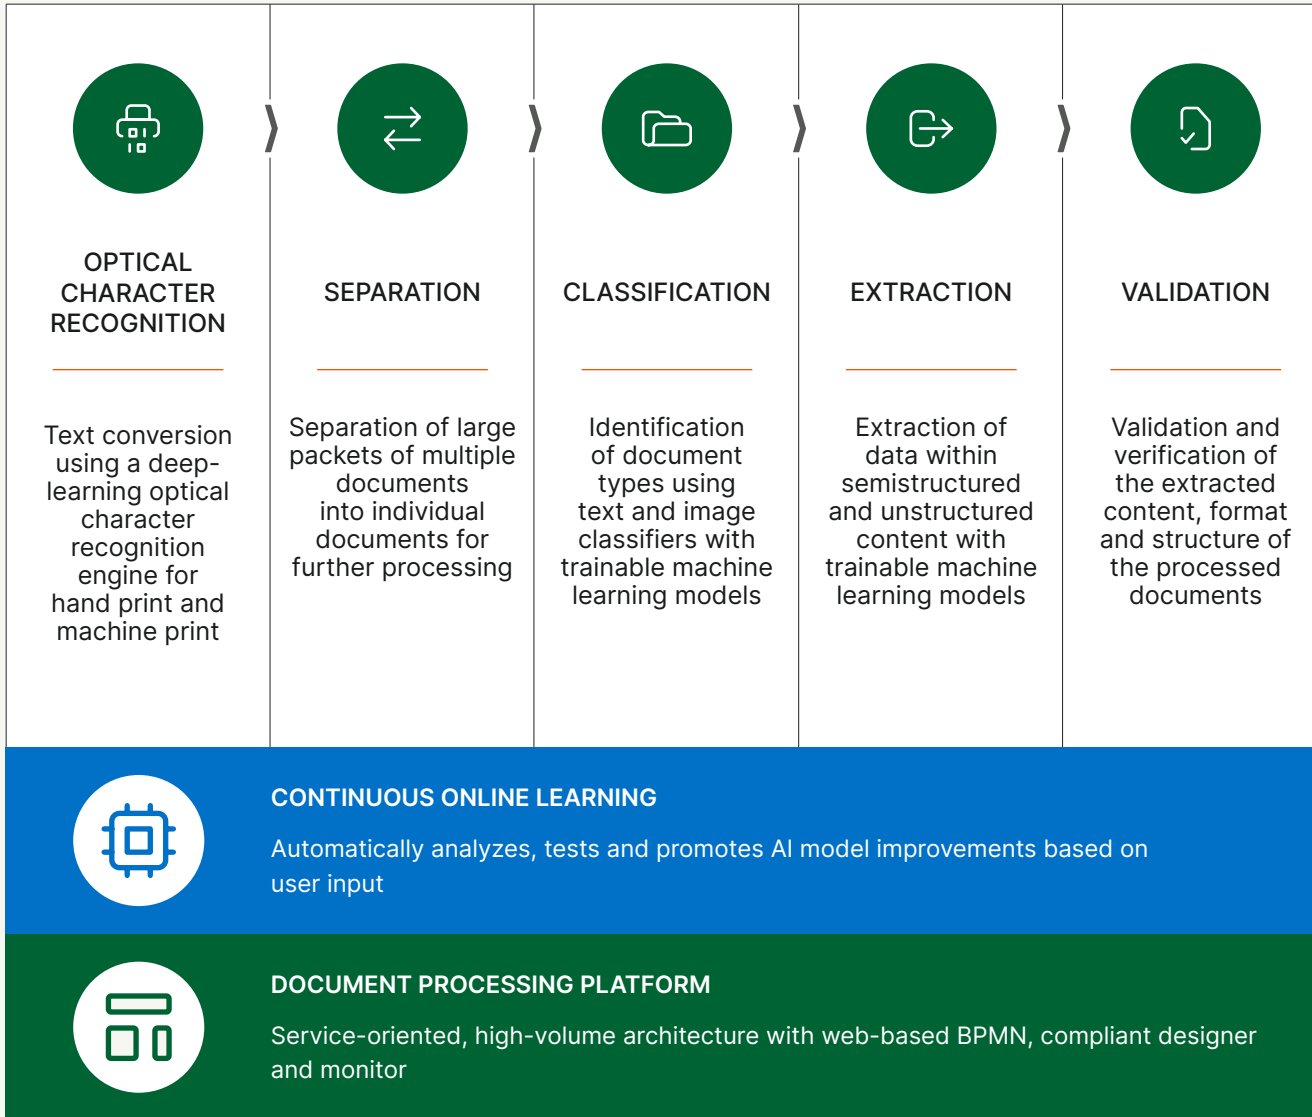 OPTICAL
CHARACTER
RECOGNITION
Text conversion
using a deep-
learning optical
character
recognition
engine for
hand print and
machine print
SEPARATION
Separation of large
packets of multiple
documents
into individual
documents for
further processing
CLASSIFICATION
Identification
of document
types using
text and image
classifiers with
trainable machine
learning models
EXTRACTION
Extraction of
data within
semistructured
and unstructured
content with
trainable machine
learning models
VALIDATION
Validation and
verification of
the extracted
content, format
and structure of
the processed
documents
CONTINUOUS ONLINE LEARNING
Automatically analyzes, tests and promotes AI model improvements based on
user input
DOCUMENT PROCESSING PLATFORM
Service-oriented, high-volume architecture with web-based BPMN, compliant designer
and monitor